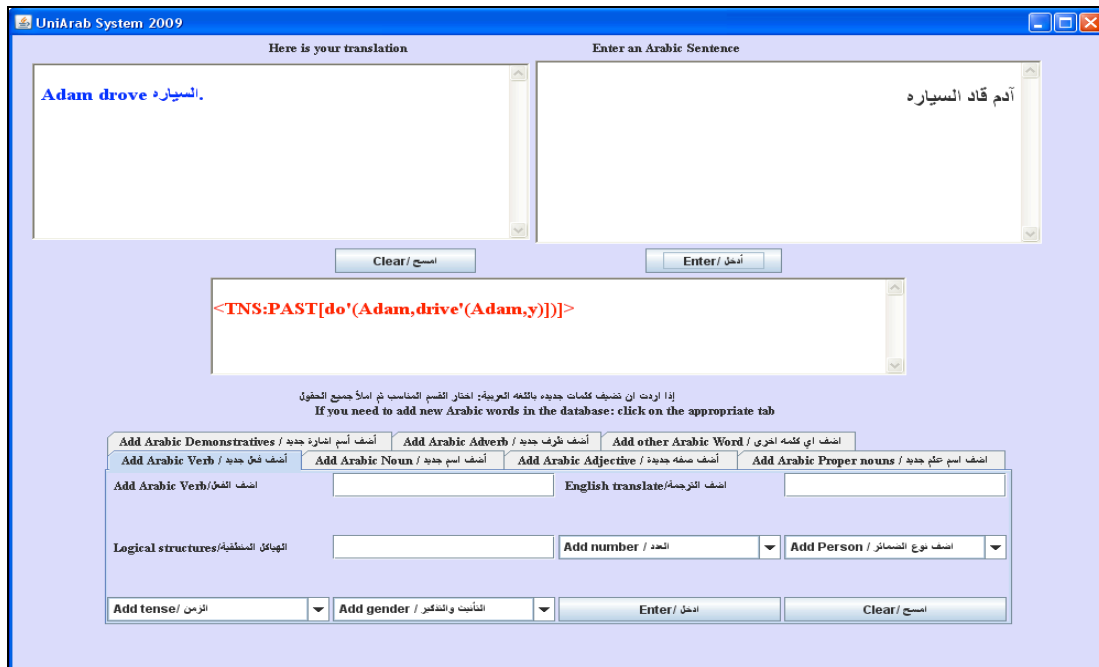 UniArab System 2009
Here is your translation
Enter an Arabic Sentence
Adam drove السياره.
آدم قاد السياره
Clear/ امسح
Enter/ أدخل
<TNS:PAST[do'(Adam,drive'(Adam,y)])]>
إذا اردت ان تضيف كلمات جديده باللغه العربية: اختار القسم المناسب ثم املأ جميع الحقول
If you need to add new Arabic words in the database: click on the appropriate tab
Add Arabic Demonstratives / أضف أسم اشارة جديد
Add Arabic Adverb / أضف ظرف جديد
Add other Arabic Word / اضف اي كلمه اخرى
Add Arabic Verb / أضف فعل جديد
Add Arabic Noun / أضف اسم جديد
Add Arabic Adjective / أضف صفه جديدة
Add Arabic Proper nouns / اضف اسم علم جديد
Add Arabic Verb/اضف الفعل
English translate/اضف الترجمة
Logical structures/الهياكل المنطقية
Add number / العدد
Add Person / اضف نوع الضمائر
Add tense/ الزمن
Add gender / التأنيث والتذكير
Enter/ ادخل
Clear/ امسح